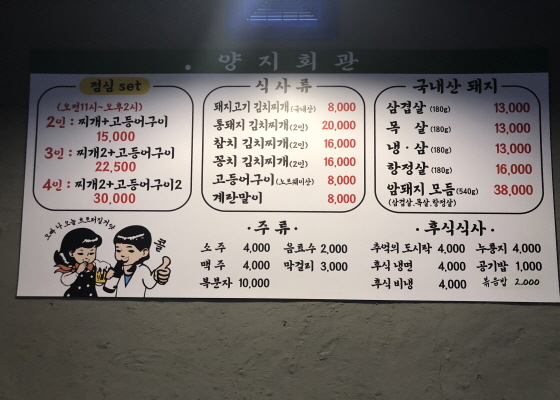 · 양지회관
점심 set
(오전11시~오후2시)
2인 : 찌개+고등어구이
15,000
3인 : 찌개2+고등어구이
22,500
4인 : 찌개2+고등어구이2
30,000
식사류
돼지고기 김치찌개(국내산) 8,000
통돼지 김치찌개(2인) 20,000
참치 김치찌개(2인) 16,000
꽁치 김치찌개(2인) 16,000
고등어구이(노르웨이산) 8,000
계란말이 8,000
국내산 돼지
삼겹살(180g) 13,000
목 살(180g) 13,000
냉·삼(180g) 13,000
항정살(180g) 16,000
암돼지 모듬(540g) 38,000
(삼겹살,목살,항정살)
콜
·주류·
소주 4,000 음료수 2,000
맥주 4,000 막걸리 3,000
복분자 10,000
·후식식사·
추억의 도시락 4,000 누룽지 4,000
후식 냉면 4,000 공기밥 1,000
후식 비냉 4,000 볶음밥 2,000